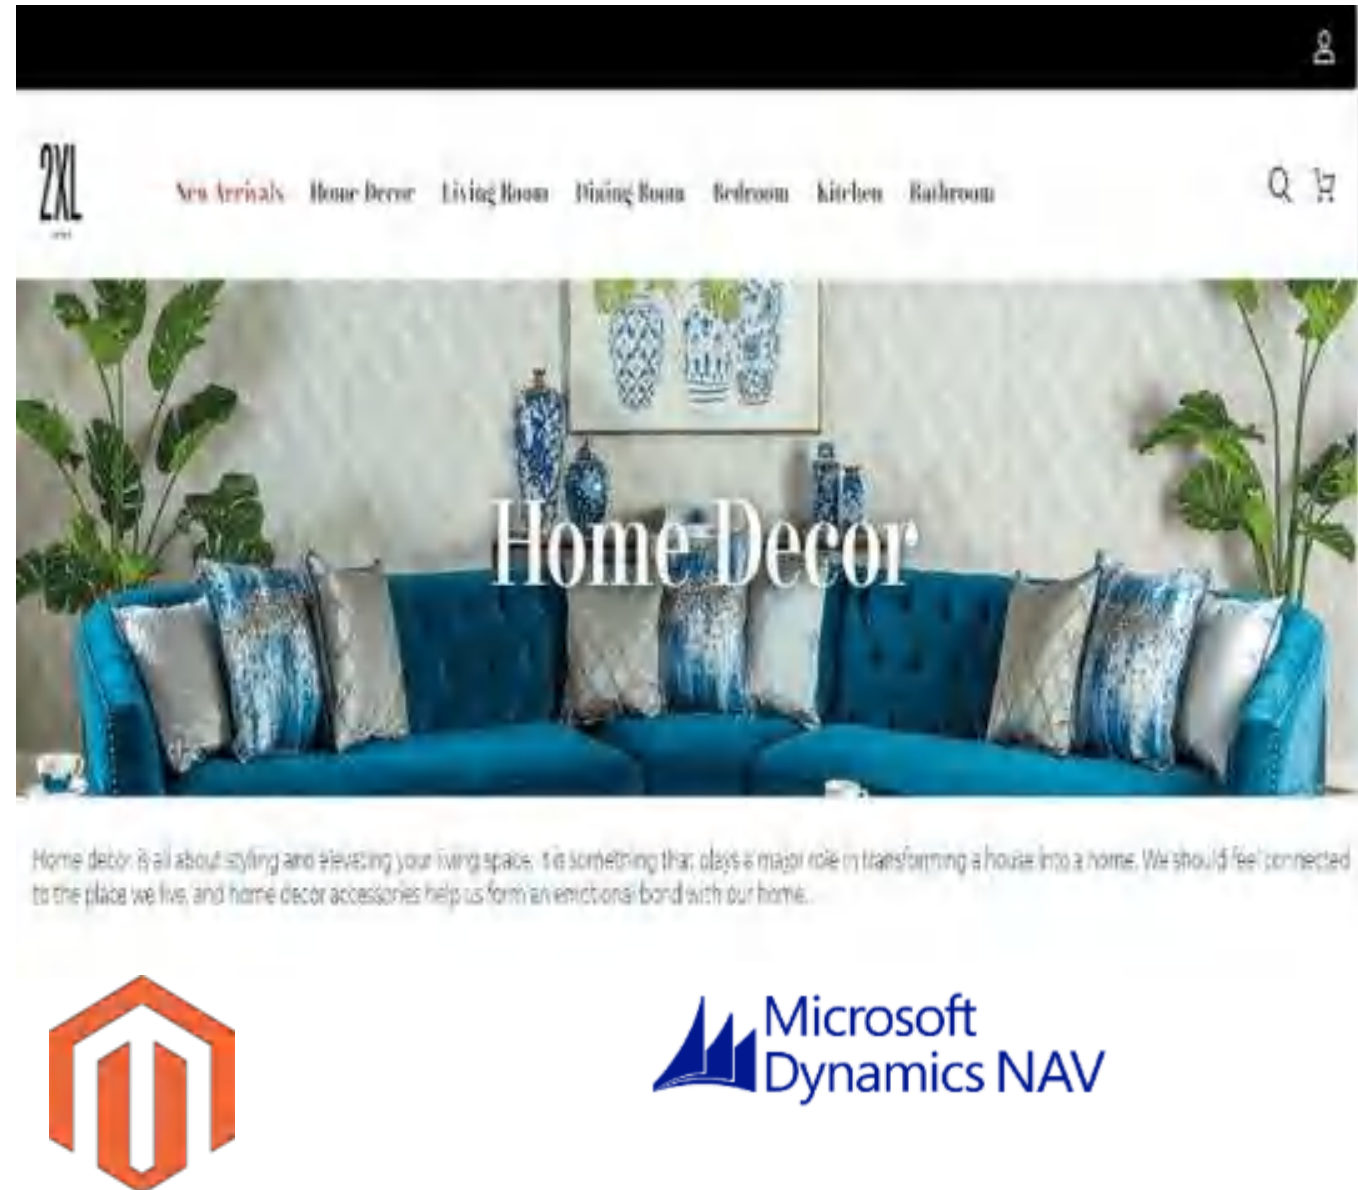 2XL
New Arrivals Home Decor Living Room Dining Room Bedroom Kitchen Bathroom
Home Decor
Home decor is all about styling and elevating your living space. It is something that plays a major role in transforming a house into a home. We should feel connected
to the place we live, and home decor accessories help us form an emotional bond with our home...
Microsoft
Dynamics NAV